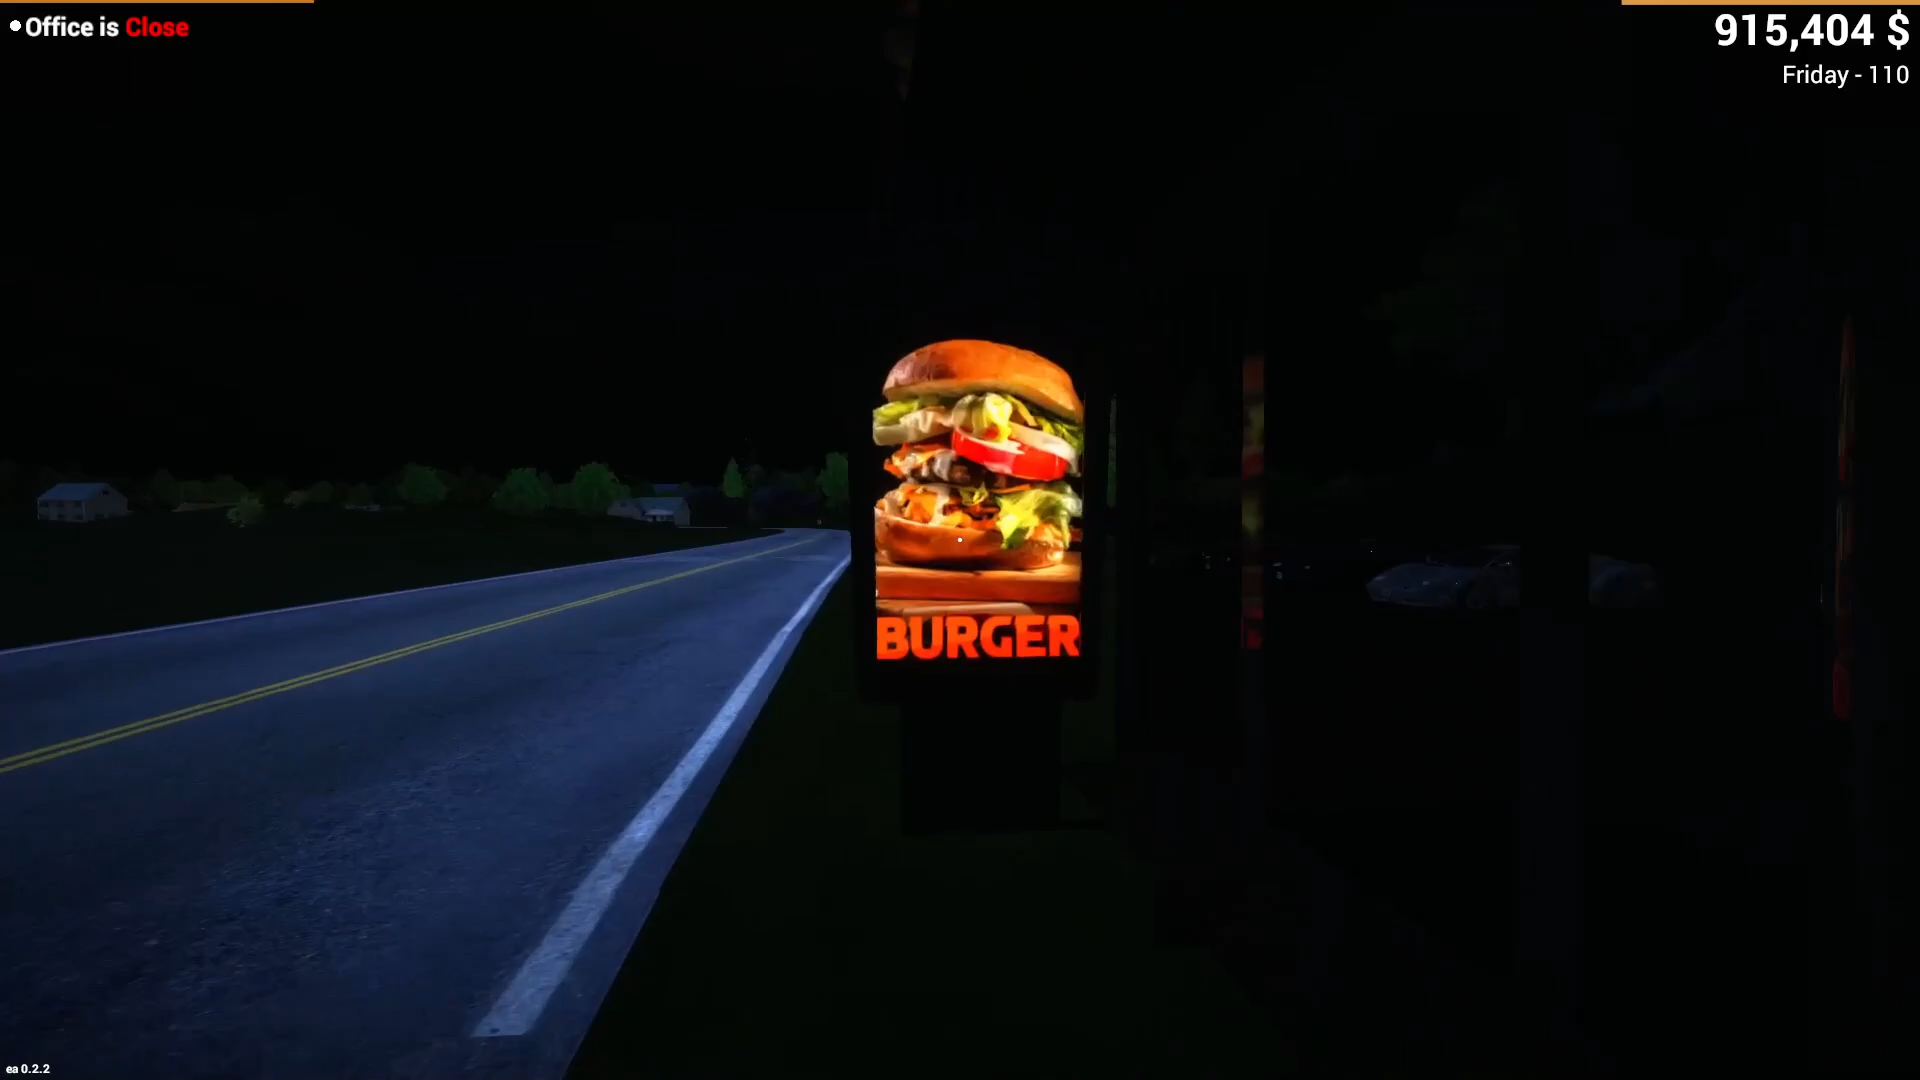 Office is Close
915,404 $
Friday - 110
BURGER
ea 0.2.2